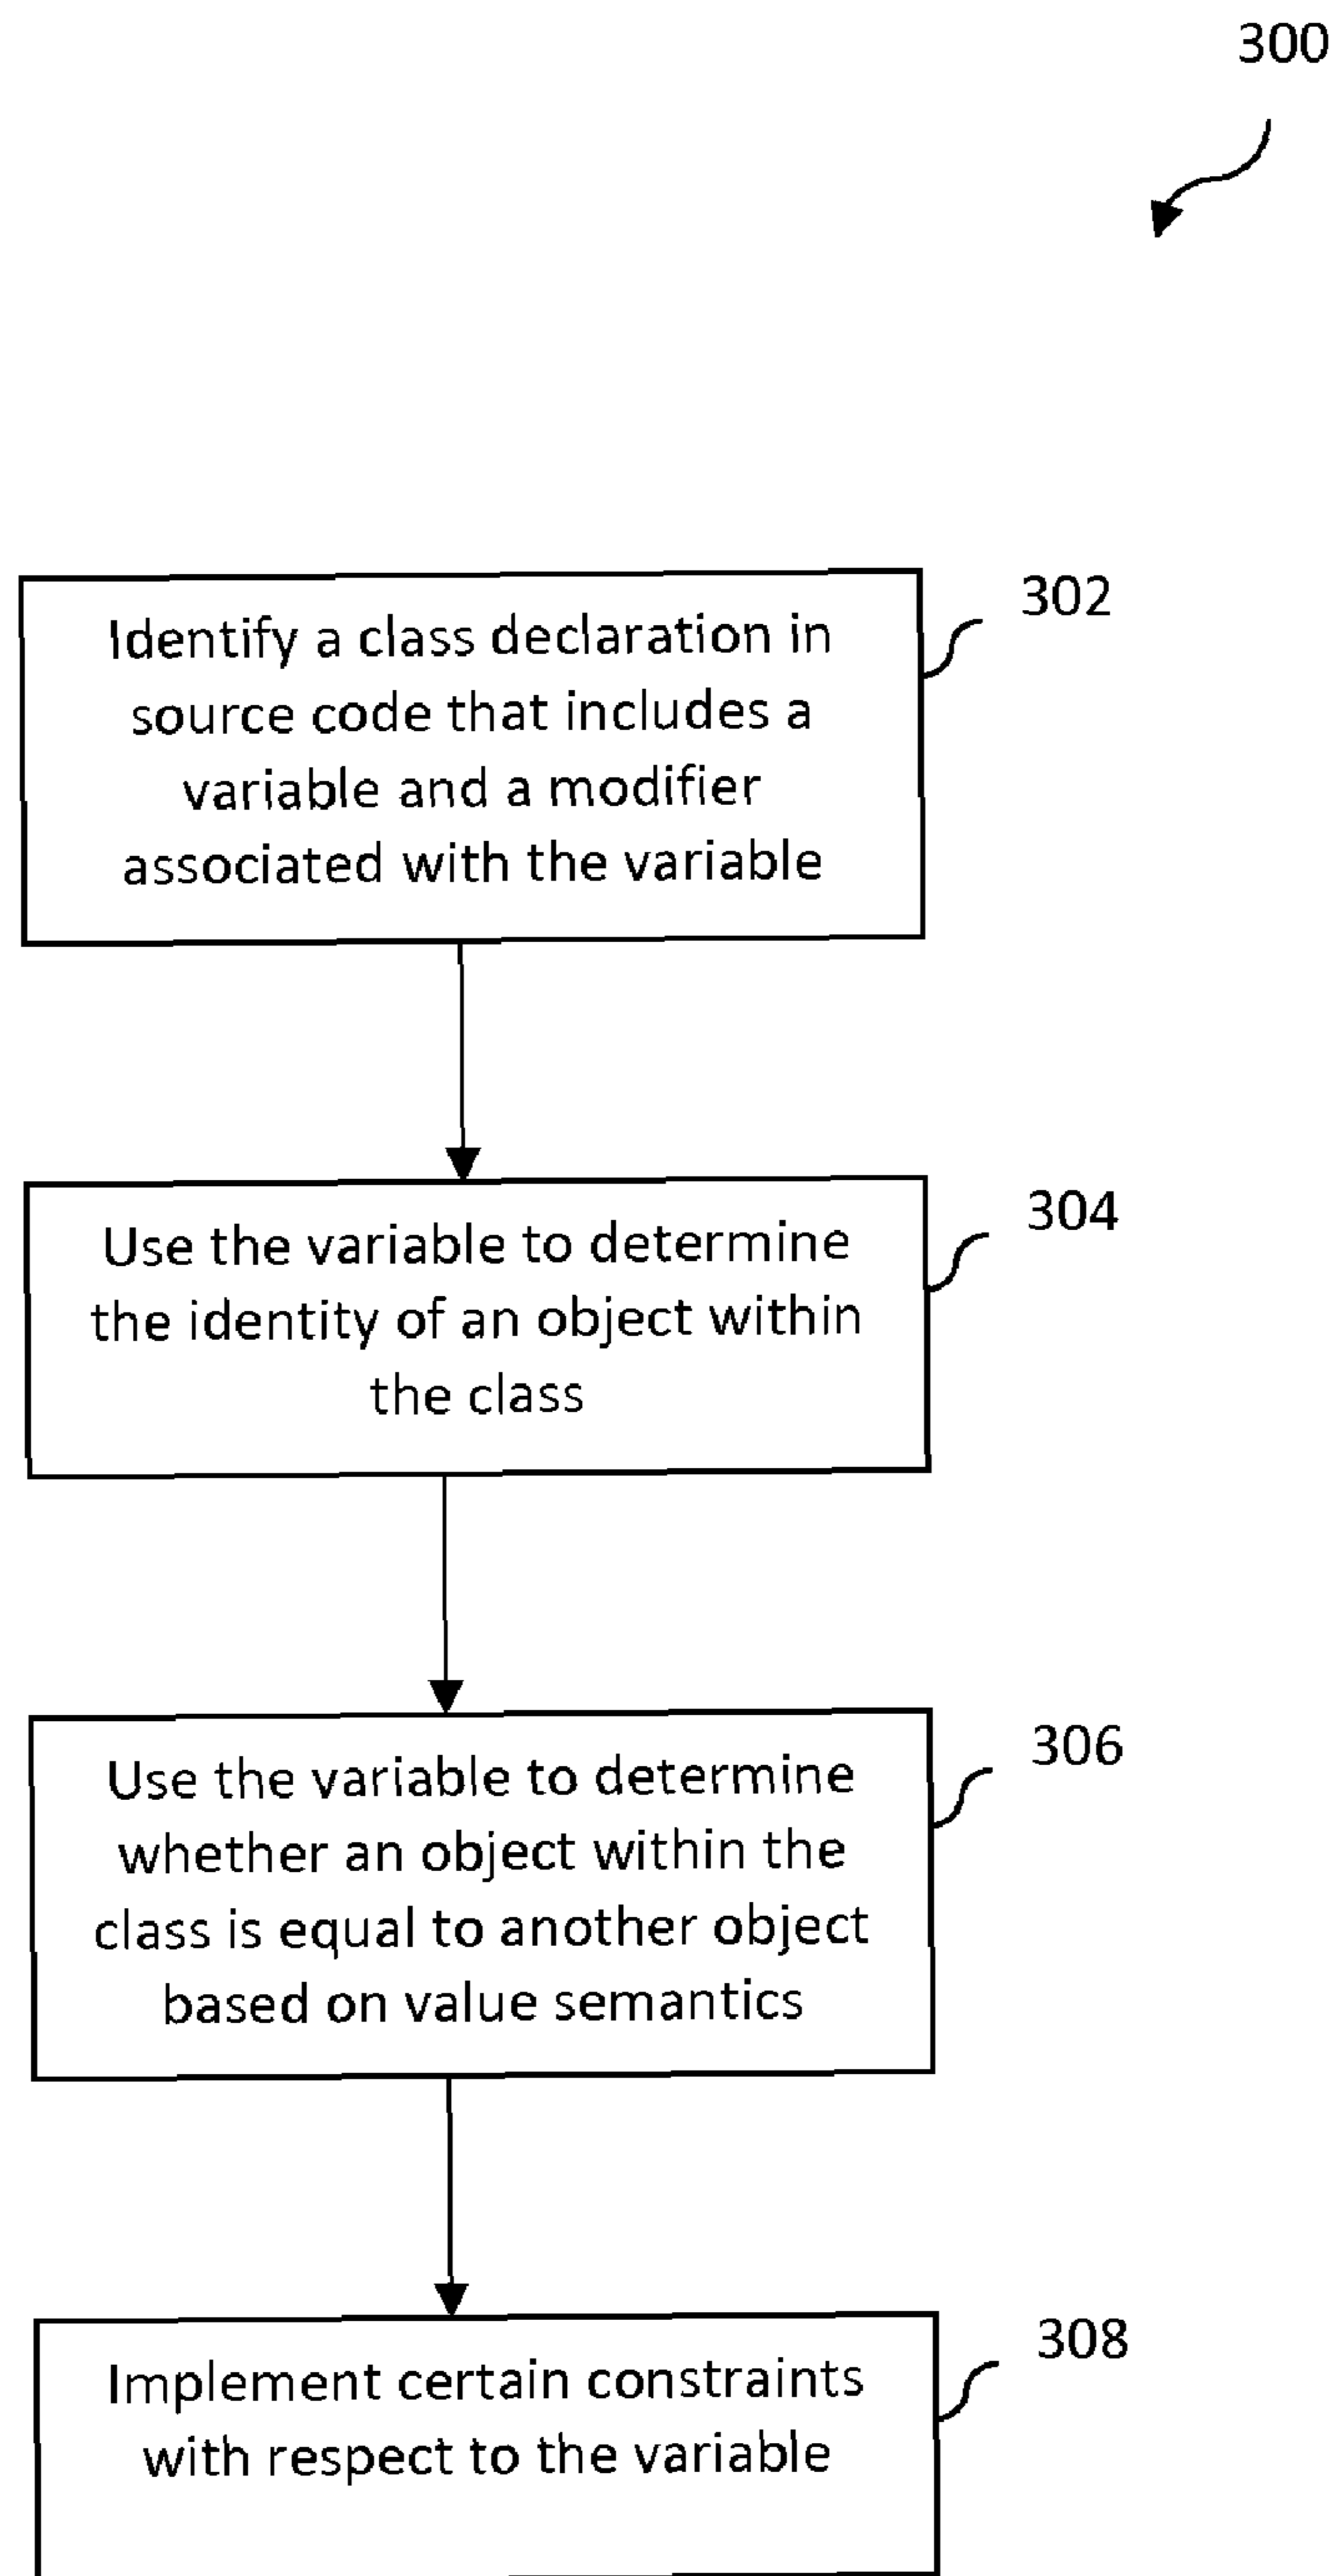 300
302
Identify a class declaration in
source code that includes a
variable and a modifier
associated with the variable
304
Use the variable to determine
the identity of an object within
the class
306
Use the variable to determine
whether an object within the
class is equal to another object
based on value semantics
308
Implement certain constraints
with respect to the variable